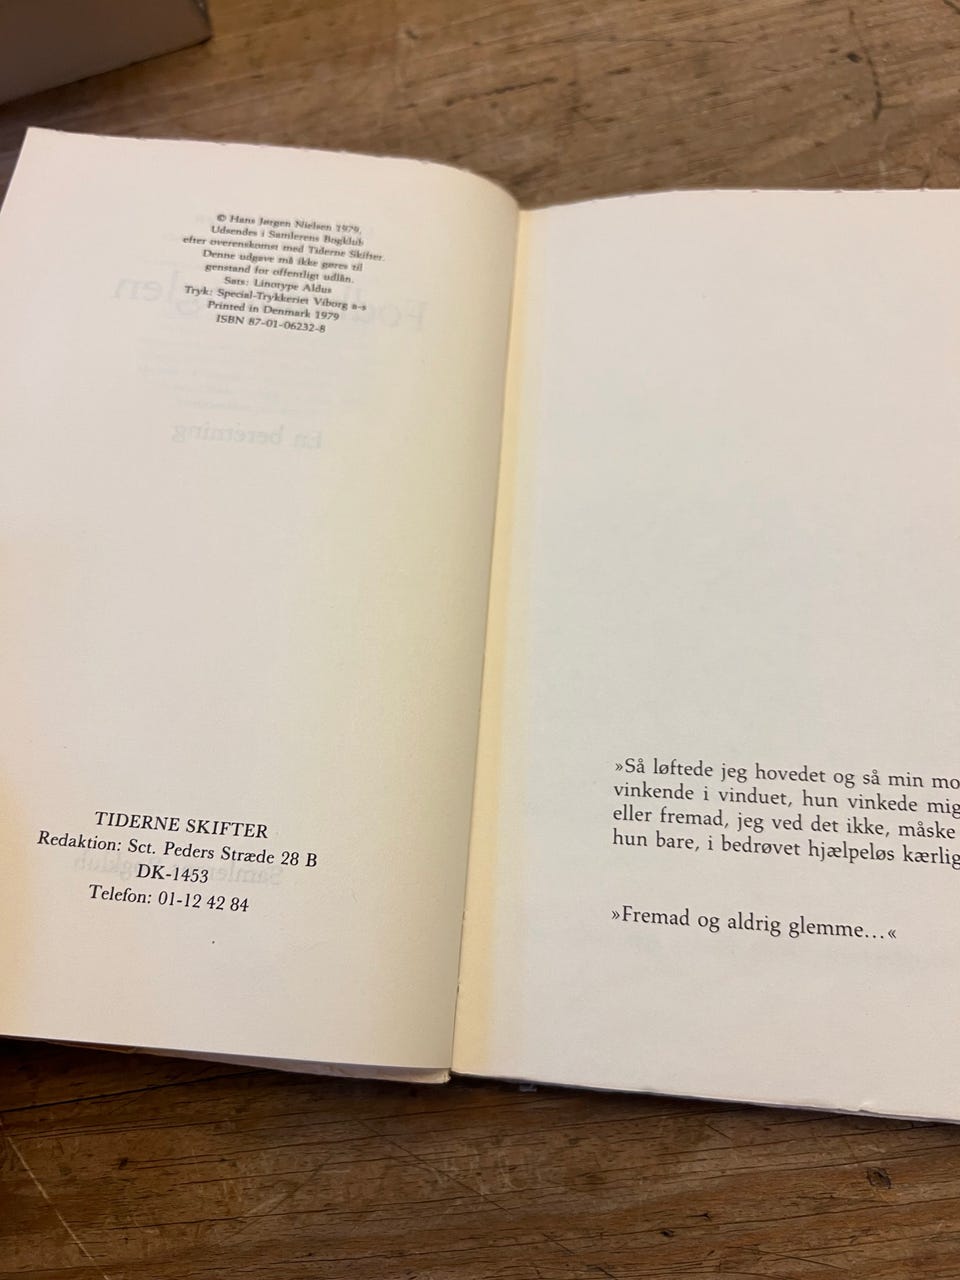 © Hans Jørgen Nielsen 1979.
Udsendes i Samlerens Bogklub
efter overenskomst med Tiderne Skifter.
Denne udgave må ikke gøres til
genstand for offentligt udlån.
Sats: Linotype Aldus
Tryk: Special-Trykkeriet Viborg a-s
Printed in Denmark 1979
ISBN 87-01-06232-8
En beretning
TIDERNE SKIFTER
Redaktion: Sct. Peders Stræde 28 B
DK-1453
Telefon: 01-12 42 84
»Så løftede jeg hovedet og så min mo
vinkende i vinduet, hun vinkede mig
eller fremad, jeg ved det ikke, måske
hun bare, i bedrøvet hjælpeløs kærlig
»Fremad og aldrig glemme...«